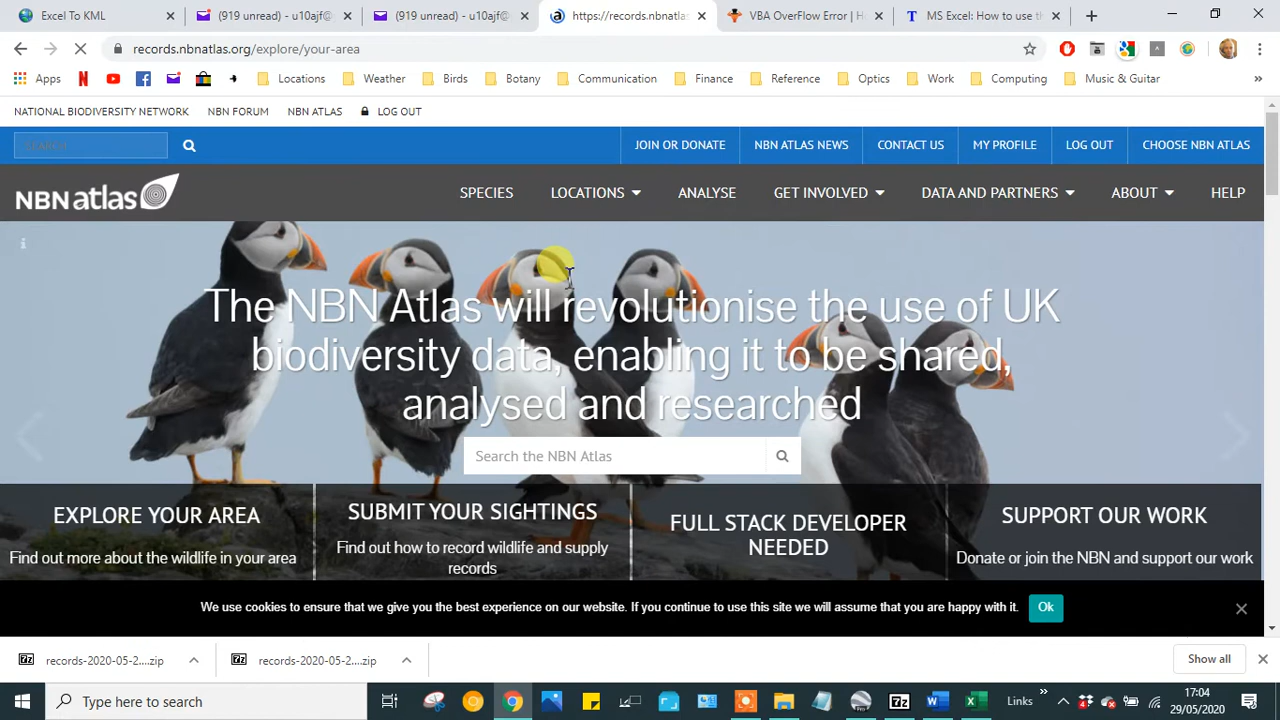 Excel To KML
(919 unread) - u10ajf@
(919 unread) - u10ajf@
https://records.nbnatlas.org/exp
VBA OverFlow Error | H
MS Excel: How to use th
records.nbnatlas.org/explore/your-area
Apps
Locations
Weather
Birds
Botany
Communication
Finance
Reference
Optics
Work
Computing
Music & Guitar
»
NATIONAL BIODIVERSITY NETWORK
NBN FORUM
NBN ATLAS
LOG OUT
SEARCH
JOIN OR DONATE
NBN ATLAS NEWS
CONTACT US
MY PROFILE
LOG OUT
CHOOSE NBN ATLAS
NBN atlas
SPECIES
LOCATIONS
ANALYSE
GET INVOLVED
DATA AND PARTNERS
ABOUT
HELP
The NBN Atlas will revolutionise the use of UK
biodiversity data, enabling it to be shared,
analysed and researched
Search the NBN Atlas
EXPLORE YOUR AREA
Find out more about the wildlife in your area
SUBMIT YOUR SIGHTINGS
Find out how to record wildlife and supply
records
FULL STACK DEVELOPER
NEEDED
SUPPORT OUR WORK
Donate or join the NBN and support our work
We use cookies to ensure that we give you the best experience on our website. If you continue to use this site we will assume that you are happy with it.
Ok
records-2020-05-2....zip
records-2020-05-2....zip
Show all
Type here to search
Links
17:04
29/05/2020